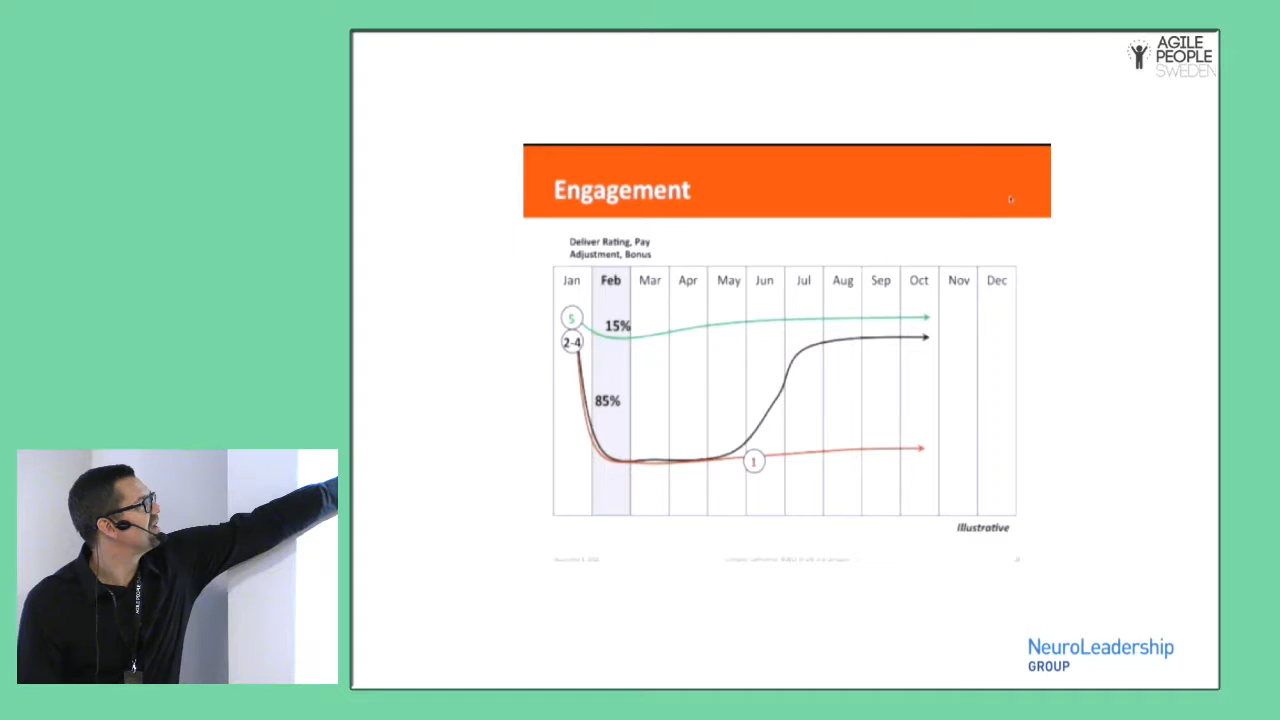 AGILE
PEOPLE
SWEDEN
Engagement
Deliver Rating, Pay
Adjustment, Bonus
Jan Feb Mar Apr May Jun Jul Aug Sep Oct Nov Dec
5
15%
2-4
85%
1
Illustrative
NeuroLeadership
GROUP